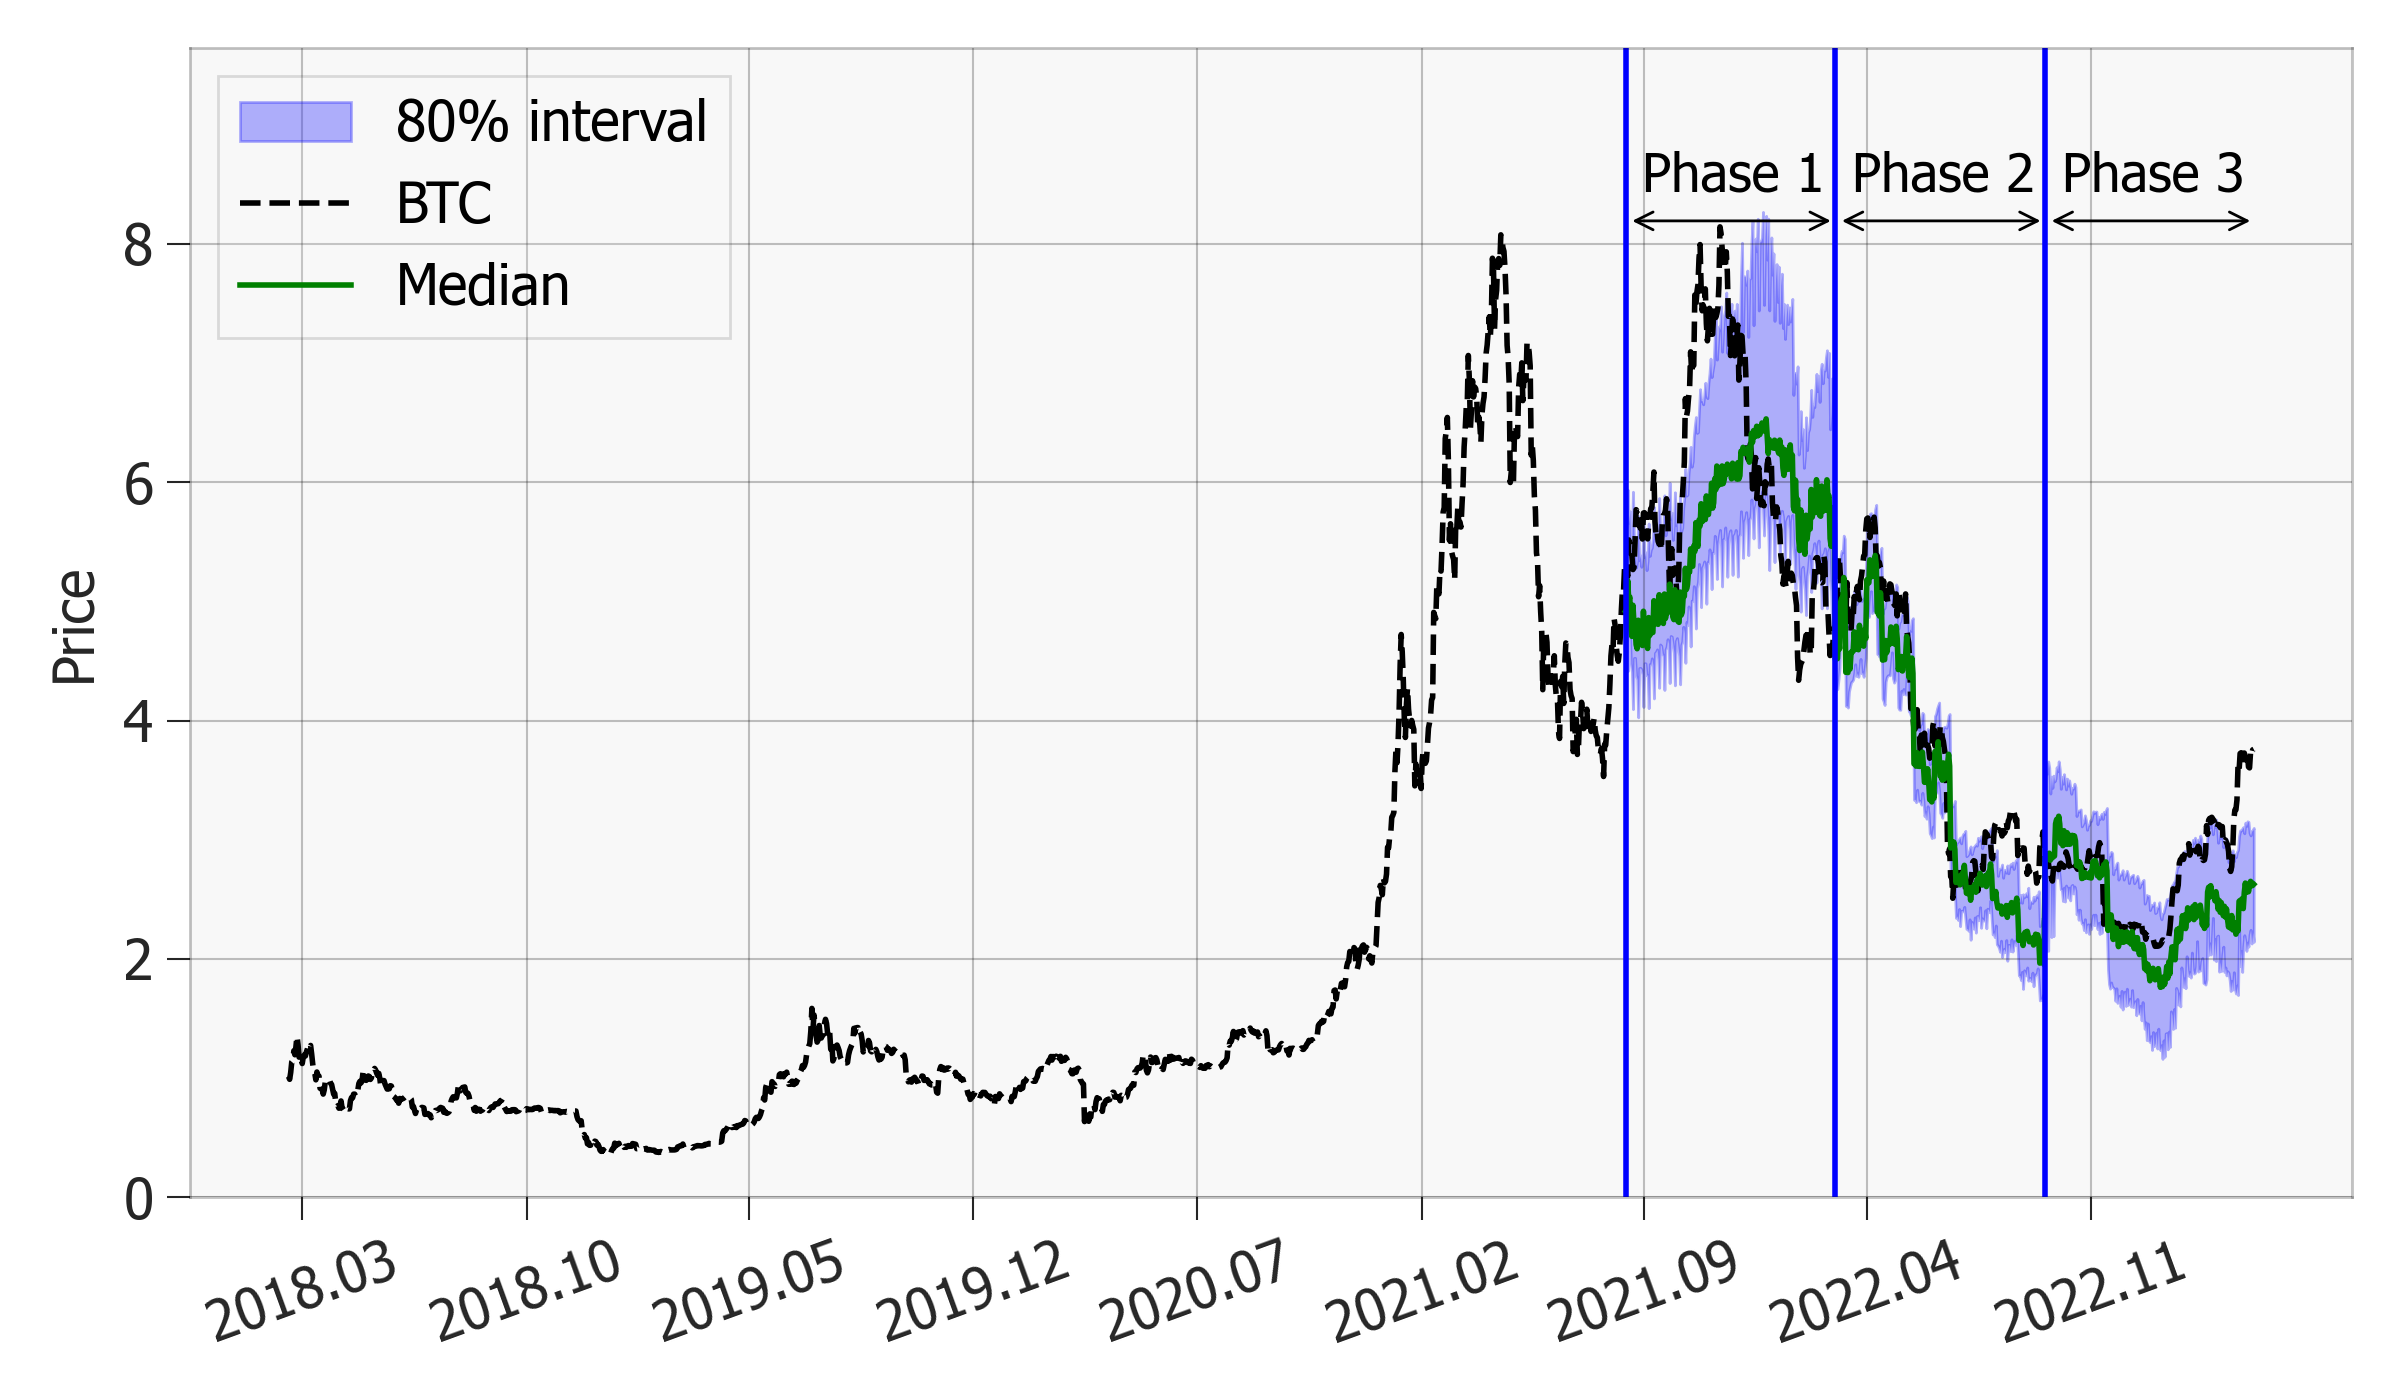 80% interval
BTC
Median
Phase 1
Phase 2
Phase 3
Price
8
6
4
2
0
2018.03
2018.10
2019.05
2019.12
2020.07
2021.02
2021.09
2022.04
2022.11